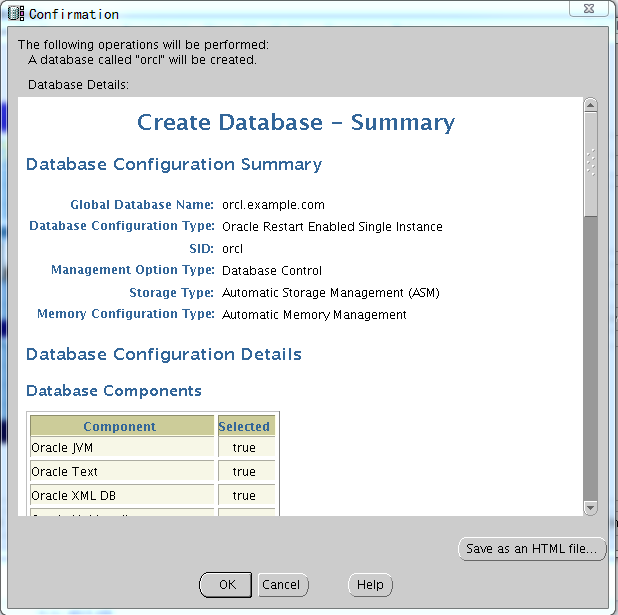 Confirmation
The following operations will be performed:
A database called "orcl" will be created.
Database Details:
Create Database - Summary
Database Configuration Summary
Global Database Name: orcl.example.com
Database Configuration Type: Oracle Restart Enabled Single Instance
SID: orcl
Management Option Type: Database Control
Storage Type: Automatic Storage Management (ASM)
Memory Configuration Type: Automatic Memory Management
Database Configuration Details
Database Components
Component Selected
Oracle JVM true
Oracle Text true
Oracle XML DB true
Save as an HTML file...
OK Cancel Help